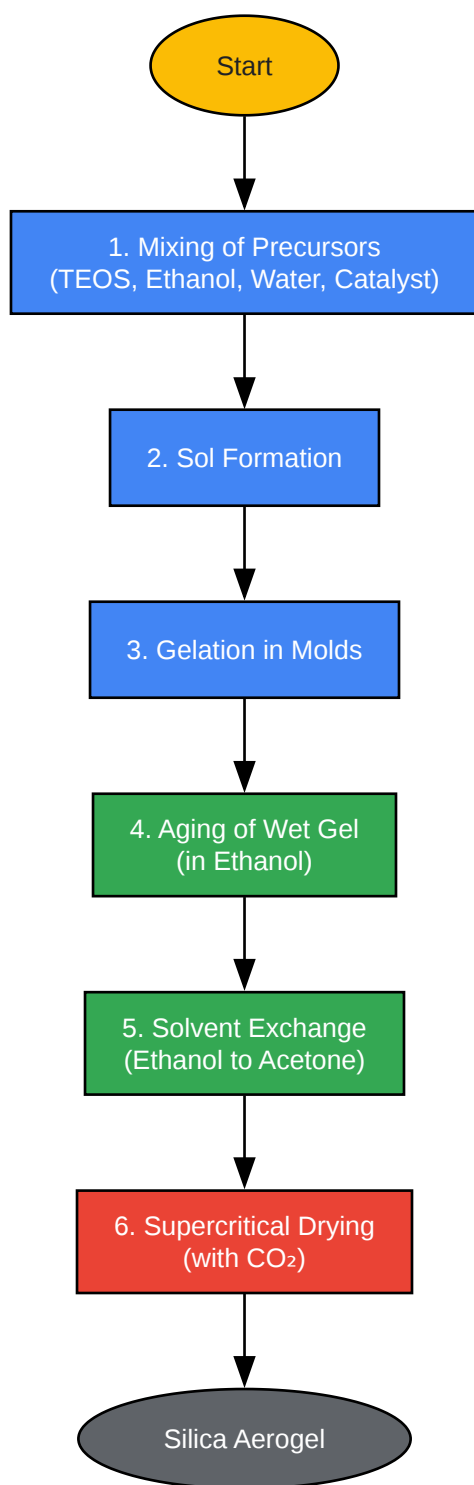 Start
1. Mixing of Precursors
(TEOS, Ethanol, Water, Catalyst)
2. Sol Formation
3. Gelation in Molds
4. Aging of Wet Gel
(in Ethanol)
5. Solvent Exchange
(Ethanol to Acetone)
6. Supercritical Drying
(with CO₂)
Silica Aerogel